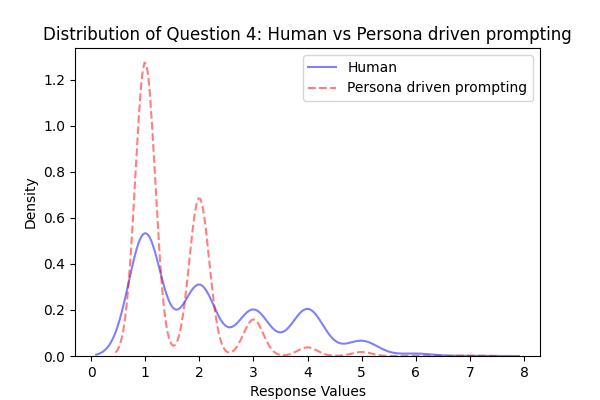 Distribution of Question 4: Human vs Persona driven prompting
Human
Persona driven prompting
Density
1.2
1.0
0.8
0.6
0.4
0.2
0.0
0 1 2 3 4 5 6 7 8
Response Values